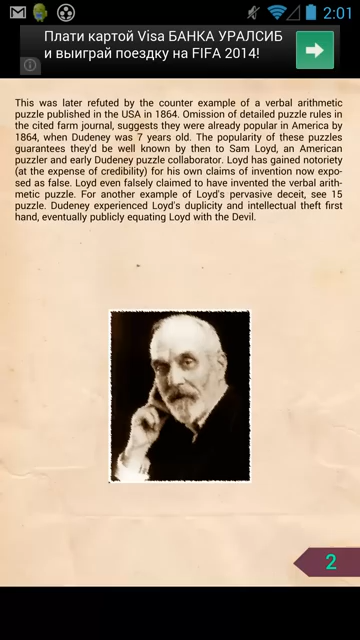 2:01
Плати картой Visa БАНКА УРАЛСИБ
и выиграй поездку на FIFA 2014!
This was later refuted by the counter example of a verbal arithmetic
puzzle published in the USA in 1864. Omission of detailed puzzle rules in
the cited farm journal, suggests they were already popular in America by
1864, when Dudeney was 7 years old. The popularity of these puzzles
guarantees they'd be well known by then to Sam Loyd, an American
puzzler and early Dudeney puzzle collaborator. Loyd has gained notoriety
(at the expense of credibility) for his own claims of invention now expo-
sed as false. Loyd even falsely claimed to have invented the verbal arith-
metic puzzle. For another example of Loyd's pervasive deceit, see 15
puzzle. Dudeney experienced Loyd's duplicity and intellectual theft first
hand, eventually publicly equating Loyd with the Devil.
2